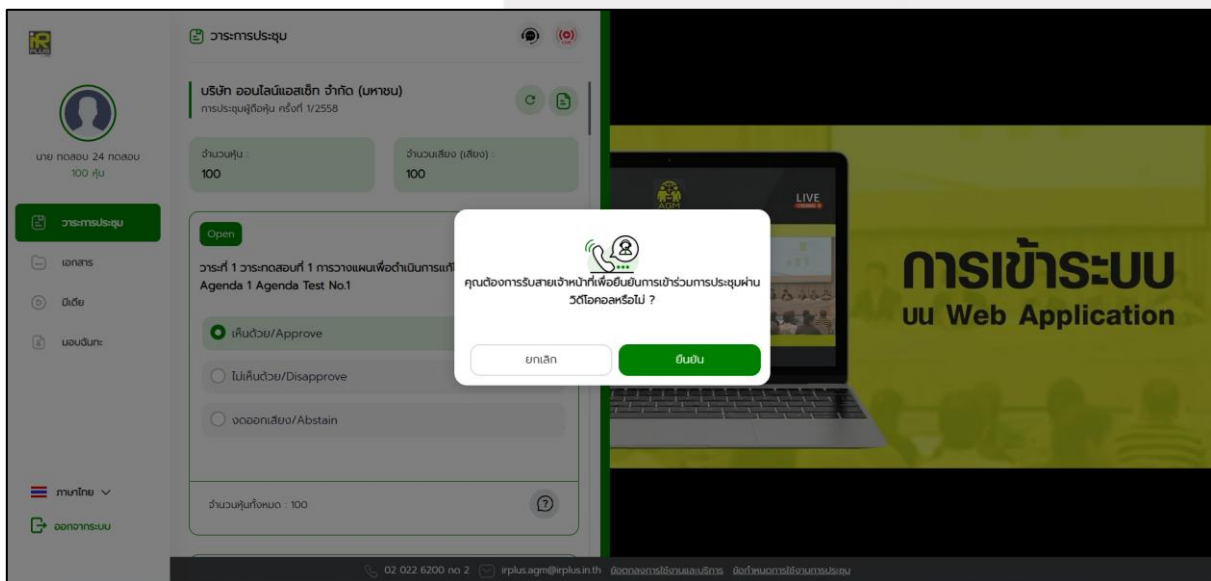 iR
PLUS
วาระการประชุม
LIVE
นาย ทดสอบ 24 ทดสอบ
100 หุ้น
วาระการประชุม
เอกสาร
มีเดีย
มอบฉันทะ
ภาษาไทย
ออกจากระบบ
บริษัท ออนไลน์แอสเซ็ท จำกัด (มหาชน)
การประชุมผู้ถือหุ้น ครั้งที่ 1/2558
จำนวนหุ้น :
100
จำนวนเสียง (เสียง) :
100
Open
วาระที่ 1 วาระทดสอบที่ 1 การวางแผนเพื่อดำเนินการแก้
Agenda 1 Agenda Test No.1
เห็นด้วย/Approve
ไม่เห็นด้วย/Disapprove
งดออกเสียง/Abstain
จำนวนหุ้นทั้งหมด : 100
คุณต้องการรับสายเจ้าหน้าที่เพื่อยืนยันการเข้าร่วมการประชุมผ่าน
วิดีโอคอลหรือไม่ ?
ยกเลิก
ยืนยัน
AGM
LIVE
การเข้าระบบ
บน Web Application
02 022 6200 กด 2 irplus.agm@irplus.in.th ข้อตกลงการใช้งานและบริการ ข้อกำหนดการใช้งานการประชุม